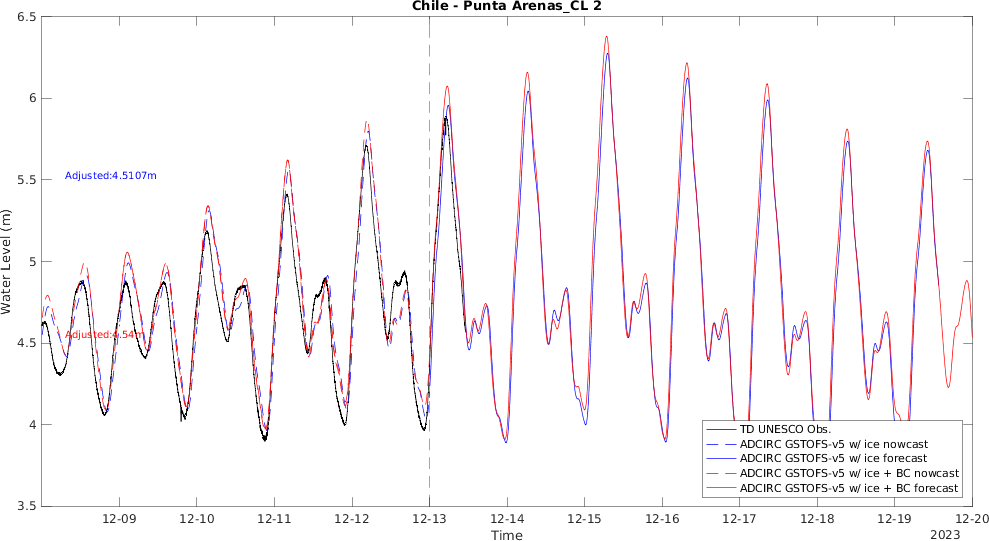 Chile - Punta Arenas_CL 2
6.5
6
5.5
5
4.5
4
3.5
Water Level (m)
Adjusted:4.5107m
Adjusted:4.54m
TD UNESCO Obs.
ADCIRC GSTOFS-v5 w/ ice nowcast
ADCIRC GSTOFS-v5 w/ ice forecast
ADCIRC GSTOFS-v5 w/ ice + BC nowcast
ADCIRC GSTOFS-v5 w/ ice + BC forecast
12-09 12-10 12-11 12-12 12-13 12-14 12-15 12-16 12-17 12-18 12-19 12-20
Time
2023